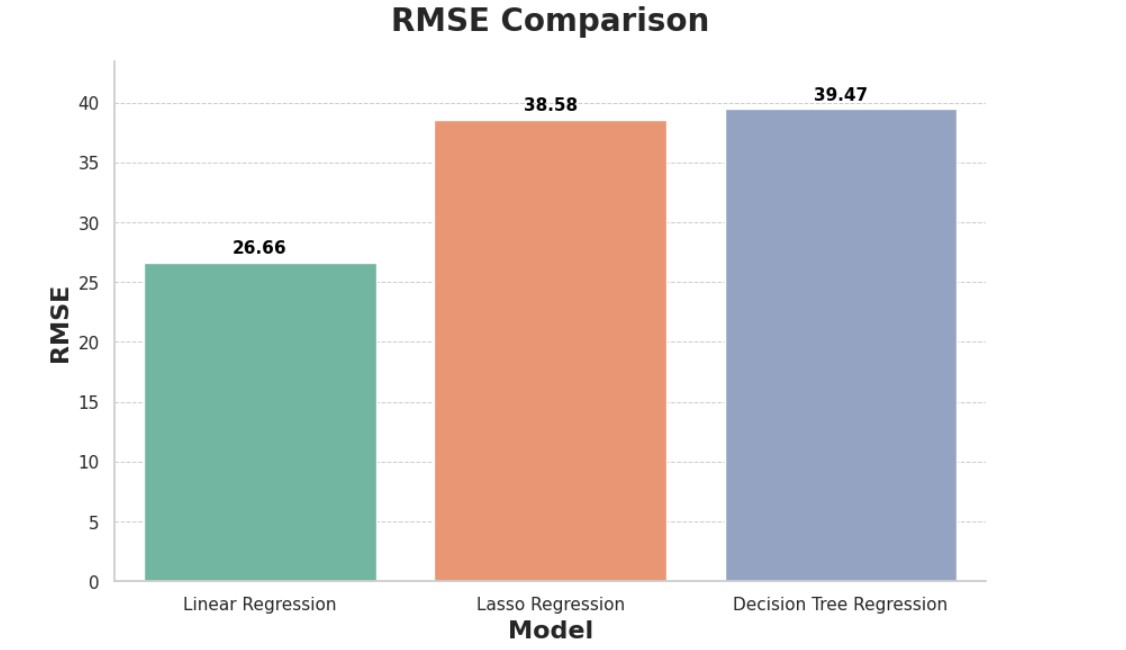 RMSE Comparison
40
35
30
25
20
15
10
5
0
RMSE
26.66
38.58
39.47
Linear Regression
Lasso Regression
Decision Tree Regression
Model